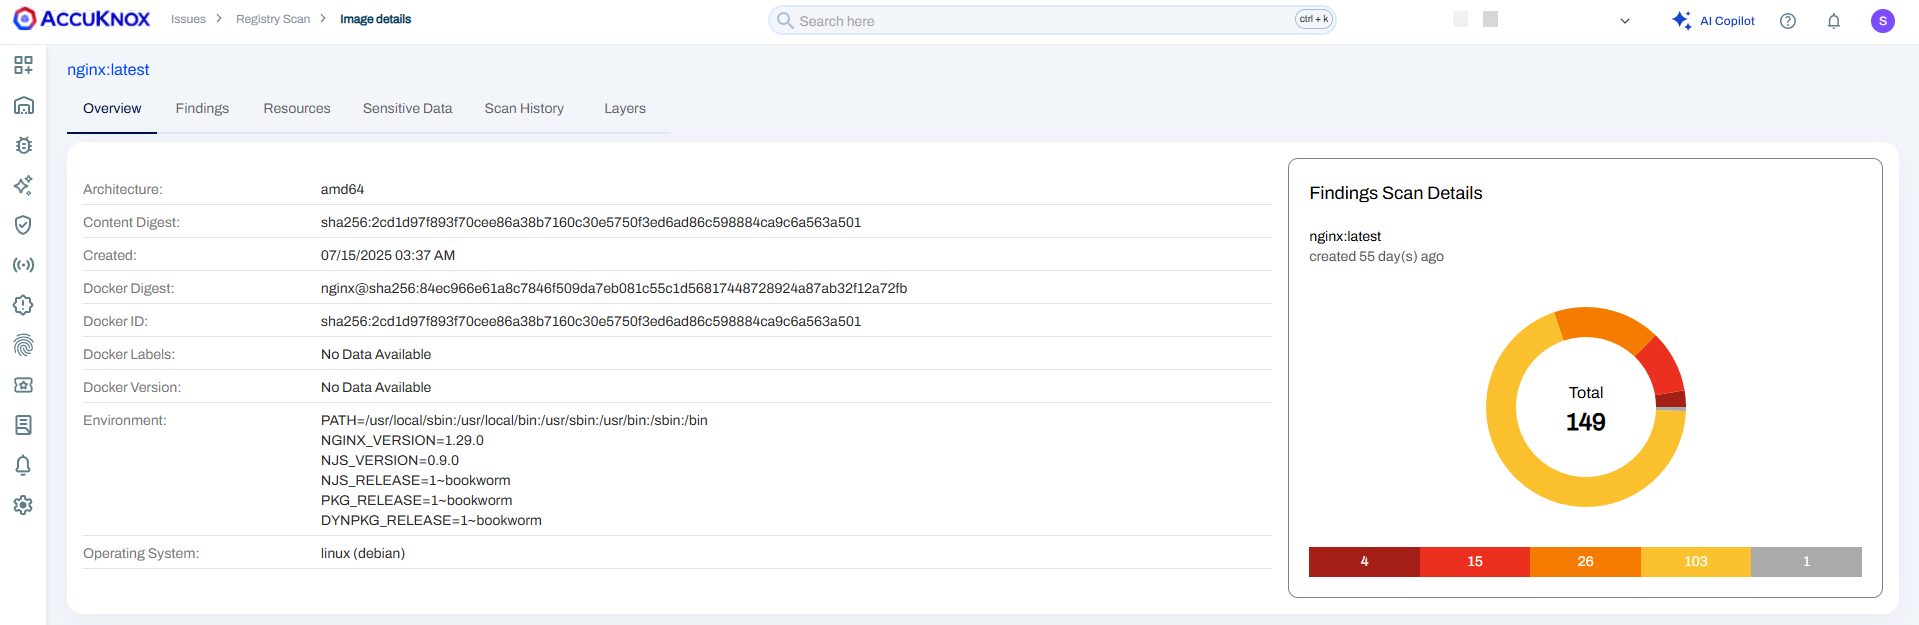 ACCUKNOX
Issues > Registry Scan > Image details
Search here
ctrl + k
AI Copilot
S
nginx:latest
Overview Findings Resources Sensitive Data Scan History Layers
Architecture: amd64
Content Digest: sha256:2cd1d97f893f70cee86a38b7160c30e5750f3ed6ad86c598884ca9c6a563a501
Created: 07/15/2025 03:37 AM
Docker Digest: nginx@sha256:84ec966e61a8c7846f509da7eb081c55c1d56817448728924a87ab32f12a72fb
Docker ID: sha256:2cd1d97f893f70cee86a38b7160c30e5750f3ed6ad86c598884ca9c6a563a501
Docker Labels: No Data Available
Docker Version: No Data Available
Environment: PATH=/usr/local/sbin:/usr/local/bin:/usr/sbin:/usr/bin:/sbin:/bin
NGINX_VERSION=1.29.0
NJS_VERSION=0.9.0
NJS_RELEASE=1~bookworm
PKG_RELEASE=1~bookworm
DYNPKG_RELEASE=1~bookworm
Operating System: linux (debian)
Findings Scan Details
nginx:latest
created 55 day(s) ago
Total
149
4 15 26 103 1